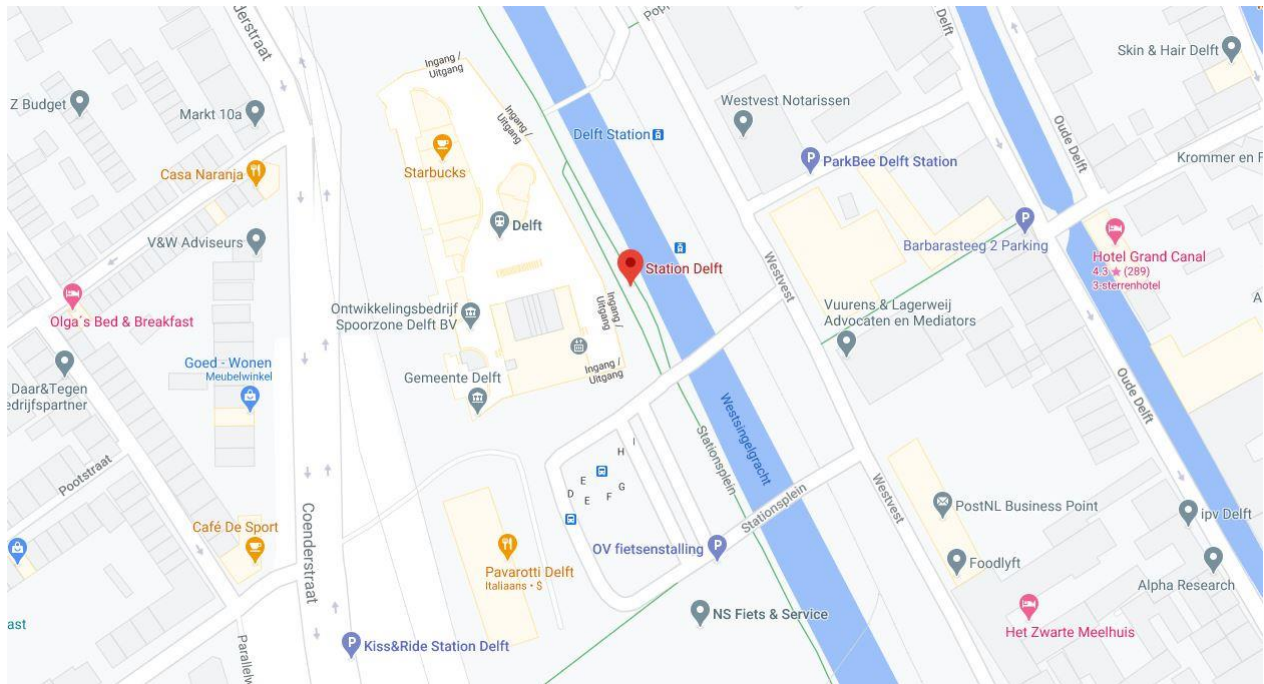 Coenderstraat
Popp
Delft
Skin & Hair Delft
Ingang /
Uitgang
Z Budget
Markt 10a
Ingang /
Uitgang
Westvest Notarissen
Oude Delft
Delft Station
Krommer en F
ParkBee Delft Station
Starbucks
Casa Naranja
Delft
V&W Adviseurs
Barbarasteeg 2 Parking
Hotel Grand Canal
4,3 ★ (289)
3-sterrenhotel
Station Delft
Westvest
Ontwikkelingsbedrijf
Spoorzone Delft BV
Ingang /
Uitgang
Vuurens & Lagerweij
Advocaten en Mediators
Olga´s Bed & Breakfast
Goed - Wonen
Meubelwinkel
Daar&Tegen
edrijfspartner
Gemeente Delft
Ingang /
Uitgang
Oude Delft
Westsingelgracht
Stationsplein
I
H
G
F
E
E
D
Pootstraat
Stationsplein
Westvest
PostNL Business Point
ipv Delft
Coenderstraat
Café De Sport
OV fietsenstalling
Pavarotti Delft
Italiaans • $
Foodlyft
Alpha Research
NS Fiets & Service
ast
Het Zwarte Meelhuis
Kiss&Ride Station Delft
Parallelw